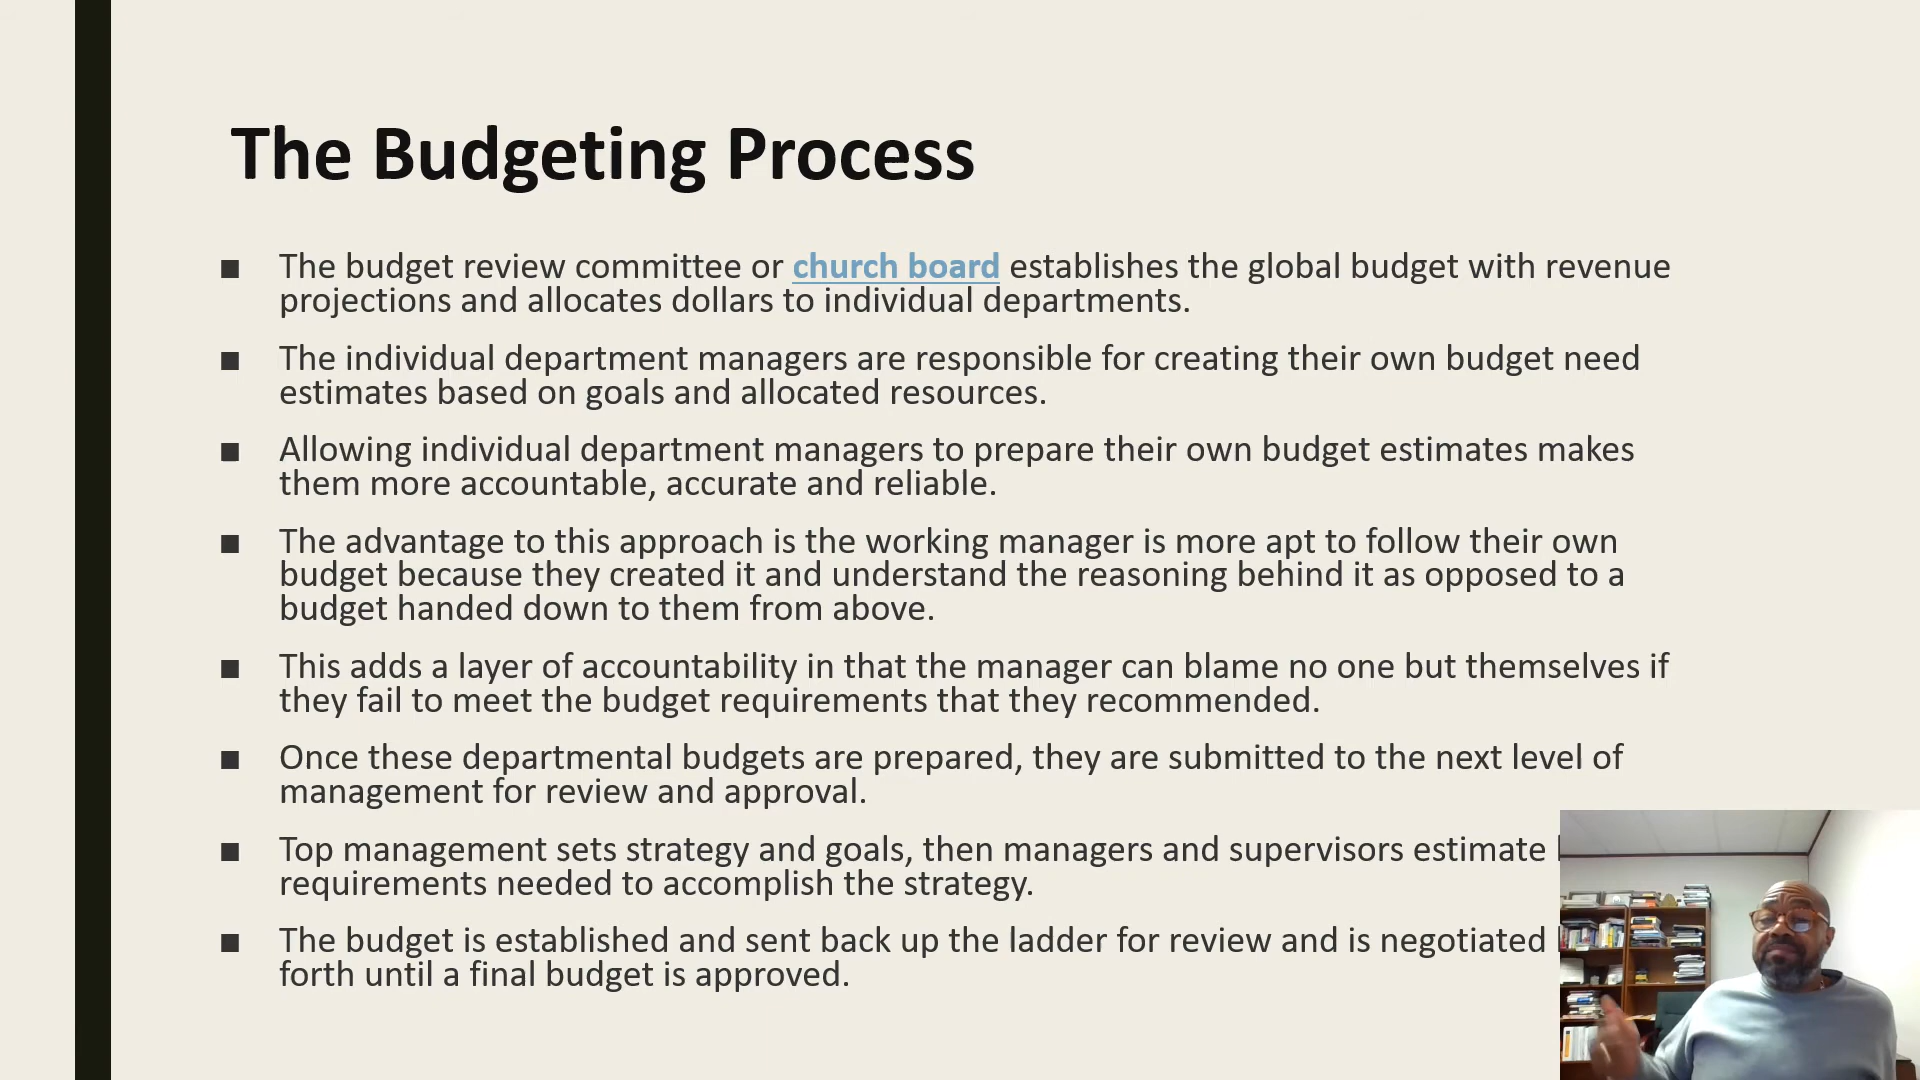 The Budgeting Process
■ The budget review committee or church board establishes the global budget with revenue
projections and allocates dollars to individual departments.
■ The individual department managers are responsible for creating their own budget need
estimates based on goals and allocated resources.
■ Allowing individual department managers to prepare their own budget estimates makes
them more accountable, accurate and reliable.
■ The advantage to this approach is the working manager is more apt to follow their own
budget because they created it and understand the reasoning behind it as opposed to a
budget handed down to them from above.
■ This adds a layer of accountability in that the manager can blame no one but themselves if
they fail to meet the budget requirements that they recommended.
■ Once these departmental budgets are prepared, they are submitted to the next level of
management for review and approval.
■ Top management sets strategy and goals, then managers and supervisors estimate
requirements needed to accomplish the strategy.
■ The budget is established and sent back up the ladder for review and is negotiated
forth until a final budget is approved.